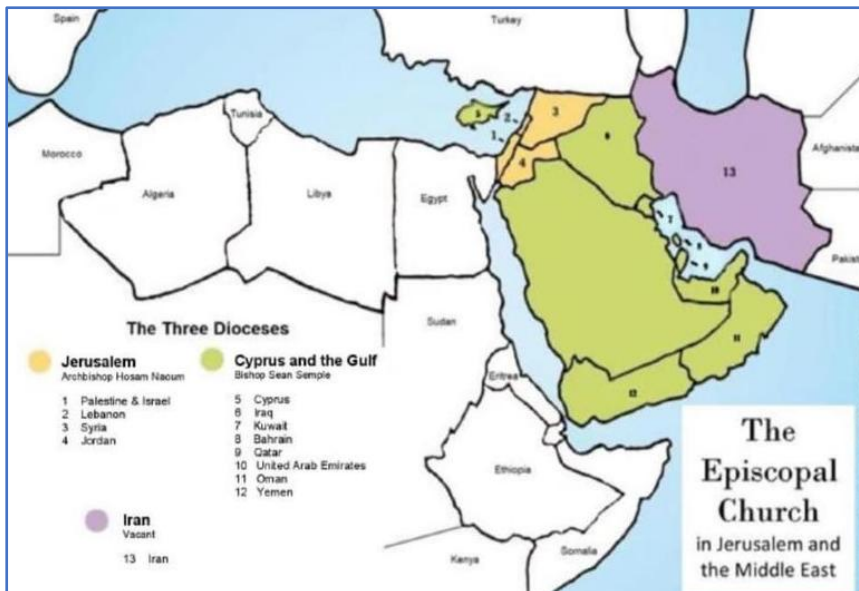 Spain
Turkey
Tunisia
Morocco
Algeria
Libya
Egypt
Afghanista
Pakist
Sudan
Eritrea
Ethiopia
Kenya
Somalia
1
2
3
4
5
6
7
8
9
10
11
12
13
The Three Dioceses
Jerusalem
Archbishop Hosam Naoum
1 Palestine & Israel
2 Lebanon
3 Syria
4 Jordan
Cyprus and the Gulf
Bishop Sean Semple
5 Cyprus
6 Iraq
7 Kuwait
8 Bahrain
9 Qatar
10 United Arab Emirates
11 Oman
12 Yemen
Iran
Vacant
13 Iran
The
Episcopal
Church
in Jerusalem and
the Middle East